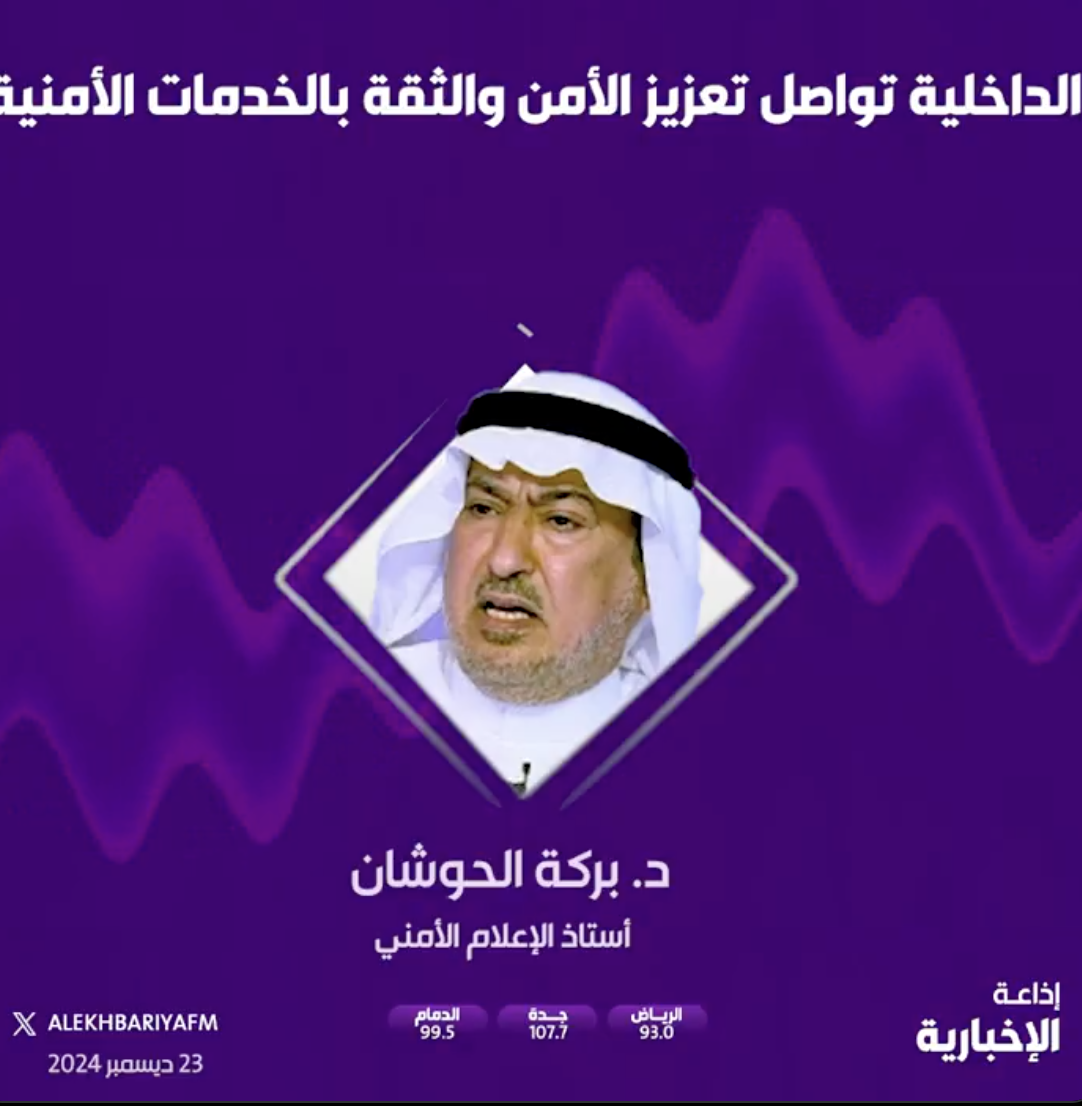 الداخلية تواصل تعزيز الأمن والثقة بالخدمات الأمنية
د. بركة الحوشان
أستاذ الإعلام الأمني
الرياض 93.0
جدة 107.7
الدمام 99.5
إذاعة
الإخبارية
ALEKHBARIYAFM
23 ديسمبر 2024